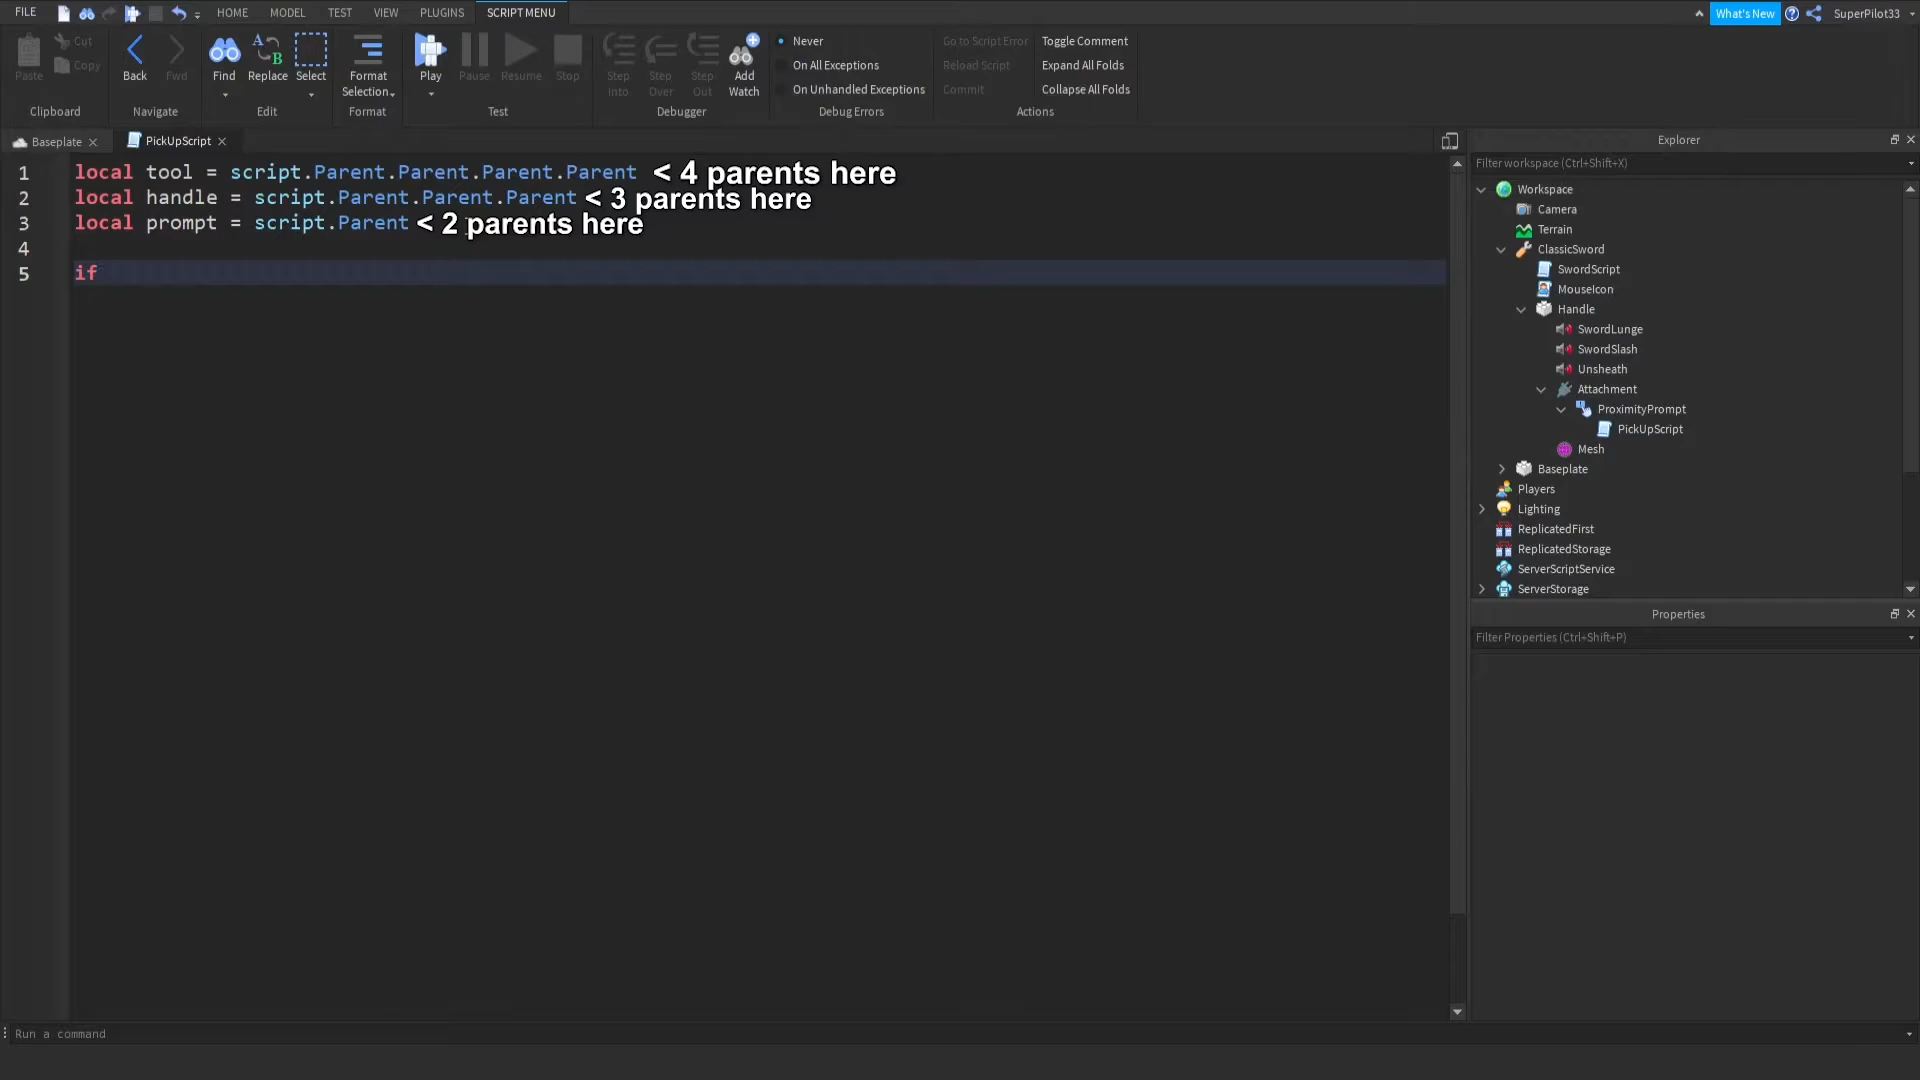 FILE HOME MODEL TEST VIEW PLUGINS SCRIPT MENU What's New SuperPilot33
Paste Cut Copy Back Fwd Find Replace Select Format Selection Play Pause Resume Stop Step Into Step Over Step Out Add Watch
Never
On All Exceptions
On Unhandled Exceptions
Go to Script Error
Reload Script
Commit
Toggle Comment
Expand All Folds
Collapse All Folds
Clipboard Navigate Edit Format Test Debugger Debug Errors Actions
Baseplate PickUpScript
1 local tool = script.Parent.Parent.Parent.Parent < 4 parents here
2 local handle = script.Parent.Parent.Parent < 3 parents here
3 local prompt = script.Parent < 2 parents here
4
5 if
Explorer
Filter workspace (Ctrl+Shift+X)
Workspace
Camera
Terrain
ClassicSword
SwordScript
MouseIcon
Handle
SwordLunge
SwordSlash
Unsheath
Attachment
ProximityPrompt
PickUpScript
Mesh
Baseplate
Players
Lighting
ReplicatedFirst
ReplicatedStorage
ServerScriptService
ServerStorage
Properties
Filter Properties (Ctrl+Shift+P)
Run a command